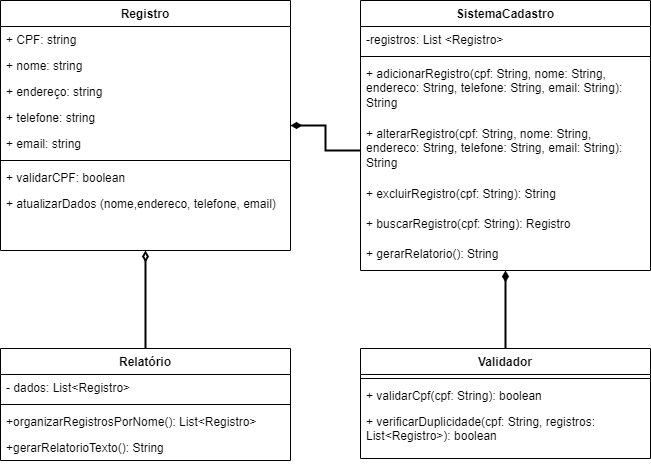 Registro
+ CPF: string
+ nome: string
+ endereço: string
+ telefone: string
+ email: string
+ validarCPF: boolean
+ atualizarDados (nome,endereco, telefone, email)
SistemaCadastro
-registros: List <Registro>
+ adicionarRegistro(cpf: String, nome: String,
endereco: String, telefone: String, email: String):
String
+ alterarRegistro(cpf: String, nome: String,
endereco: String, telefone: String, email: String):
String
+ excluirRegistro(cpf: String): String
+ buscarRegistro(cpf: String): Registro
+ gerarRelatorio(): String
Relatório
- dados: List<Registro>
+organizarRegistrosPorNome(): List<Registro>
+gerarRelatorioTexto(): String
Validador
+ validarCpf(cpf: String): boolean
+ verificarDuplicidade(cpf: String, registros:
List<Registro>): boolean